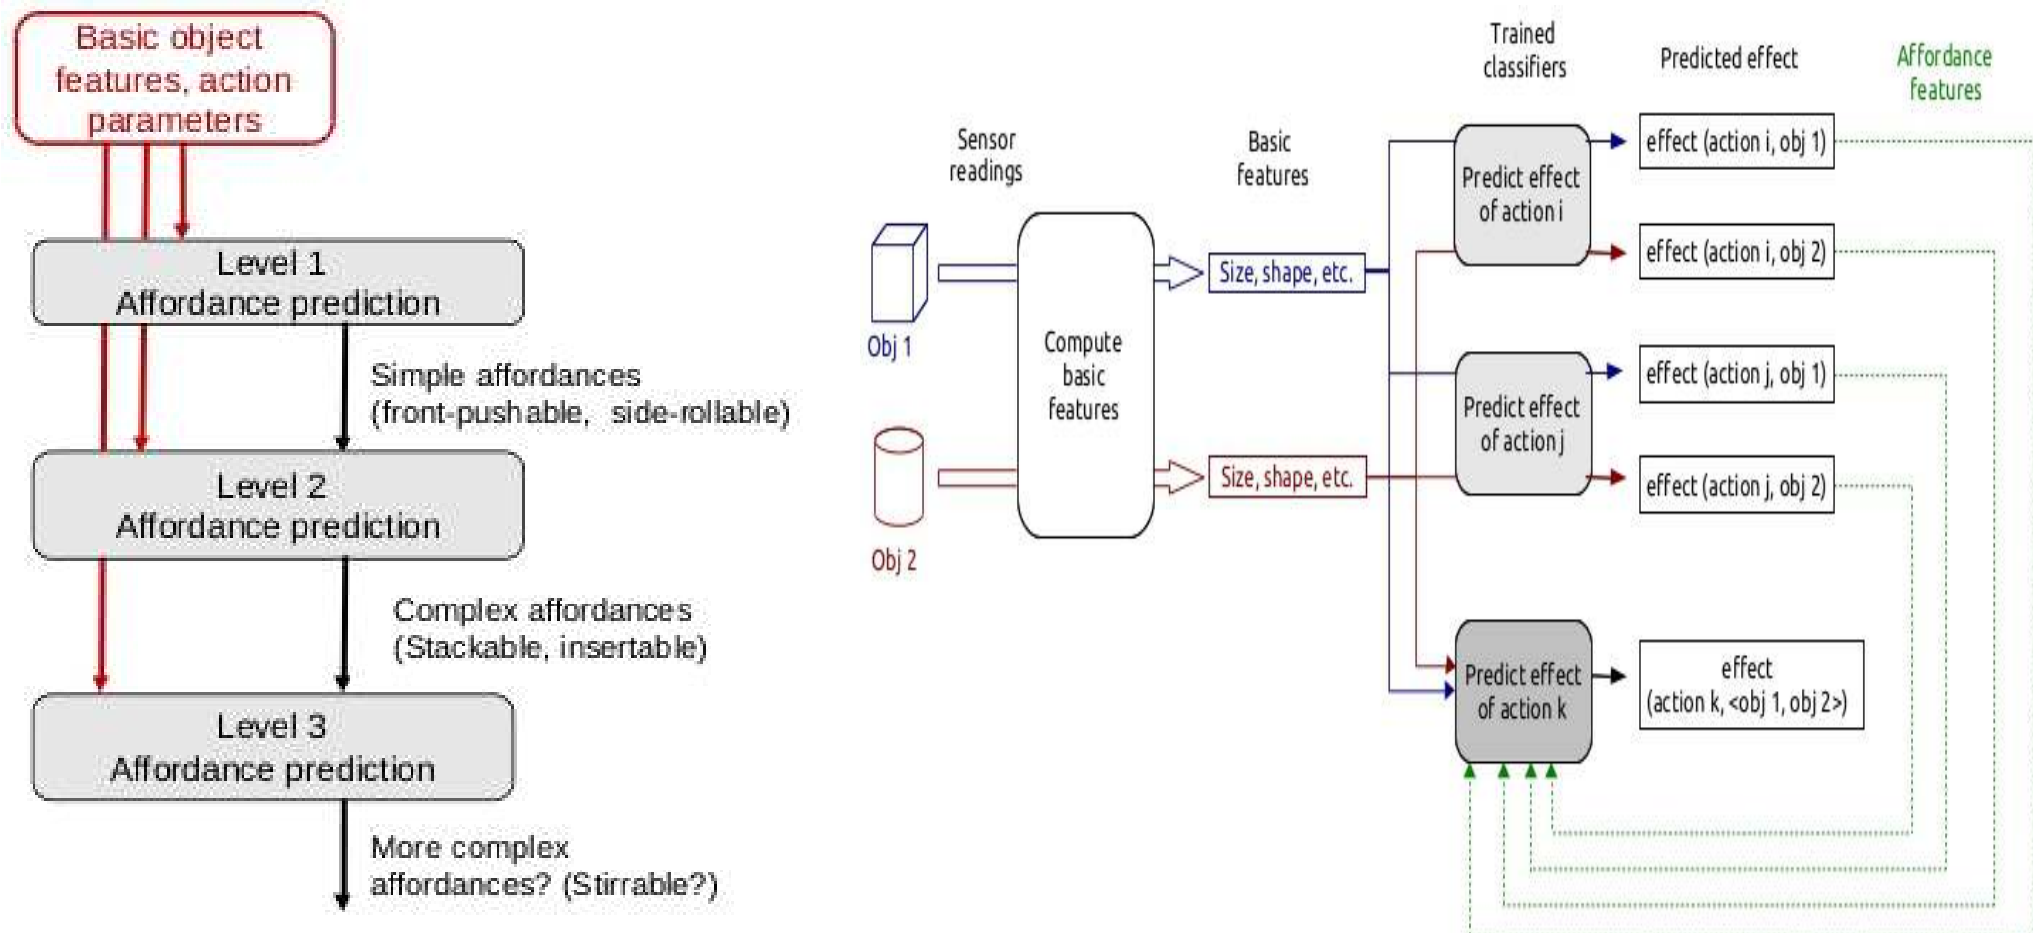 Basic object
features, action
parameters
Level 1
Affordance prediction
Simple affordances
(front-pushable, side-rollable)
Level 2
Affordance prediction
Complex affordances
(Stackable, insertable)
Level 3
Affordance prediction
More complex
affordances? (Stirrable?)
Sensor
readings
Obj 1
Obj 2
Compute
basic
features
Basic
features
Size, shape, etc.
Size, shape, etc.
Trained
classifiers
Predict effect
of action i
Predict effect
of action j
Predict effect
of action k
Predicted effect
effect (action i, obj 1)
effect (action i, obj 2)
effect (action j, obj 1)
effect (action j, obj 2)
effect
(action k, <obj 1, obj 2>)
Affordance
features